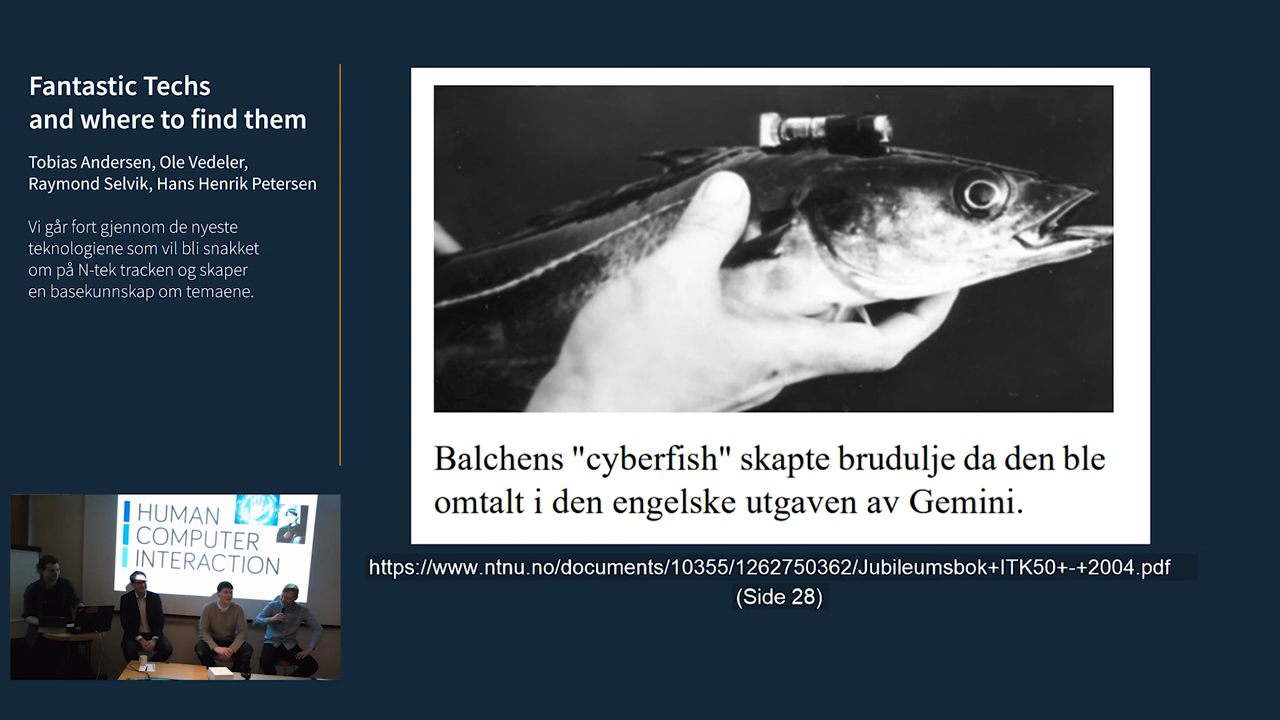 Fantastic Techs
and where to find them
Tobias Andersen, Ole Vedeler,
Raymond Selvik, Hans Henrik Petersen
Vi går fort gjennom de nyeste
teknologiene som vil bli snakket
om på N-tek tracken og skaper
en basekunnskap om temaene.
Balchens "cyberfish" skapte brudulje da den ble
omtalt i den engelske utgaven av Gemini.
https://www.ntnu.no/documents/10355/1262750362/Jubileumsbok+ITK50+-+2004.pdf
(Side 28)
HUMAN
COMPUTER
INTERACTION